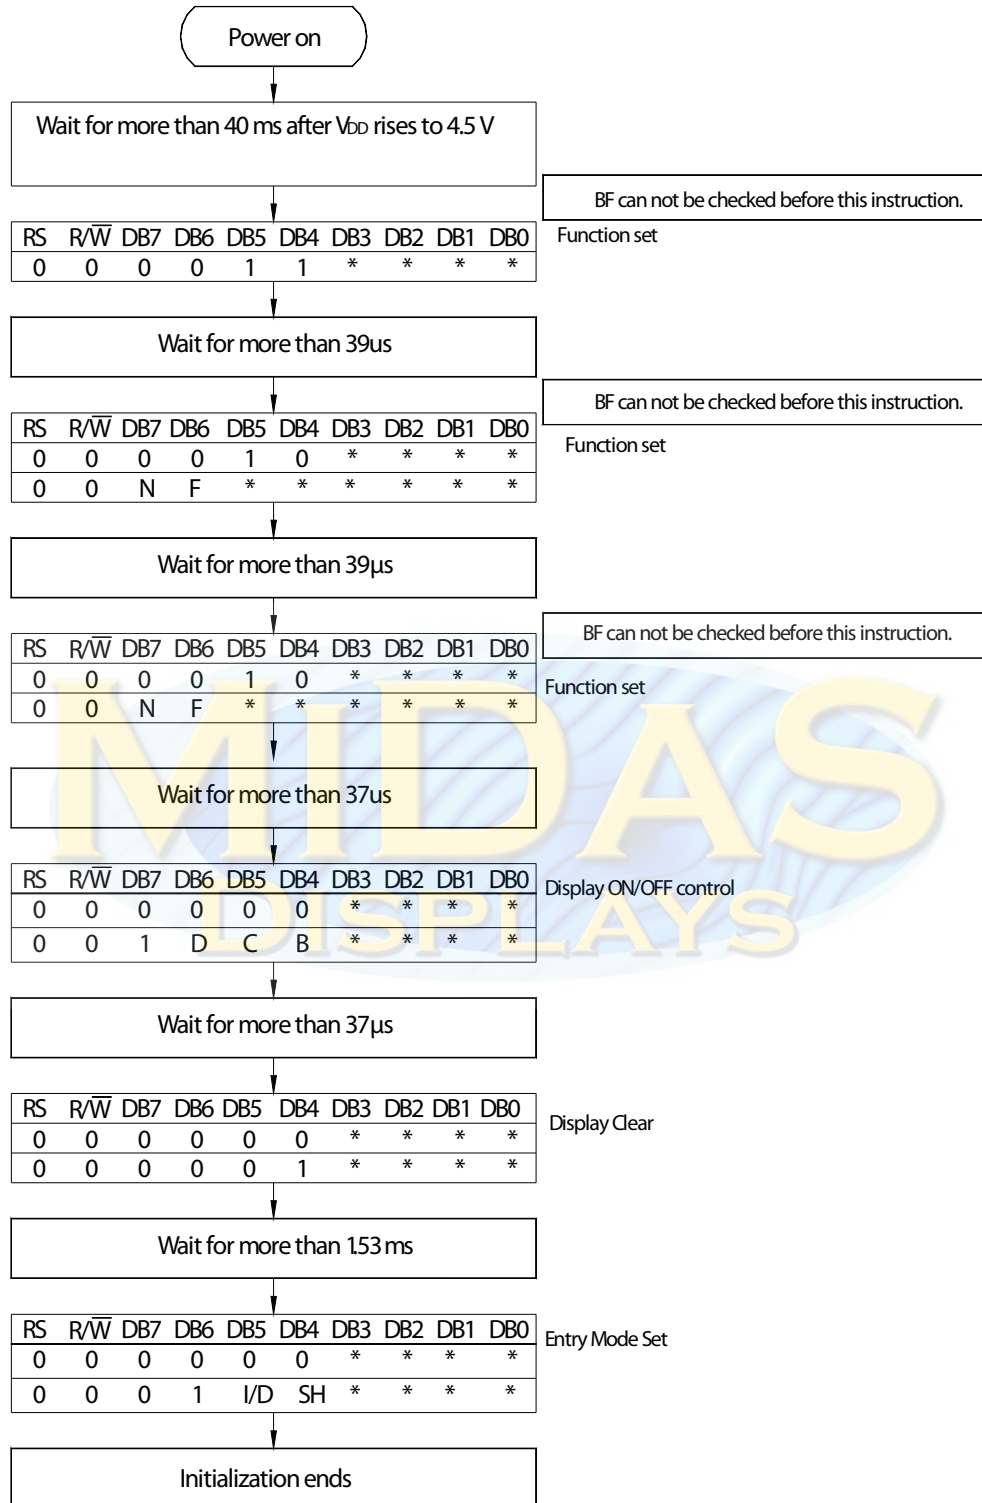 Power on
Wait for more than 40 ms after VDD rises to 4.5 V
BF can not be checked before this instruction.
RS R/W̅ DB7 DB6 DB5 DB4 DB3 DB2 DB1 DB0
Function set
0 0 0 0 1 1 * * * *
Wait for more than 39us
BF can not be checked before this instruction.
RS R/W̅ DB7 DB6 DB5 DB4 DB3 DB2 DB1 DB0
Function set
0 0 0 0 1 0 * * * *
0 0 N F * * * * * *
Wait for more than 39µs
BF can not be checked before this instruction.
RS R/W̅ DB7 DB6 DB5 DB4 DB3 DB2 DB1 DB0
0 0 0 0 1 0 * * * *
Function set
0 0 N F * * * * * *
Wait for more than 37us
RS R/W̅ DB7 DB6 DB5 DB4 DB3 DB2 DB1 DB0
Display ON/OFF control
0 0 0 0 0 0 * * * *
0 0 1 D C B * * * *
MIDAS
DISPLAYS
Wait for more than 37µs
RS R/W̅ DB7 DB6 DB5 DB4 DB3 DB2 DB1 DB0
Display Clear
0 0 0 0 0 0 * * * *
0 0 0 0 0 1 * * * *
Wait for more than 1.53 ms
RS R/W̅ DB7 DB6 DB5 DB4 DB3 DB2 DB1 DB0
Entry Mode Set
0 0 0 0 0 0 * * * *
0 0 0 1 I/D SH * * * *
Initialization ends